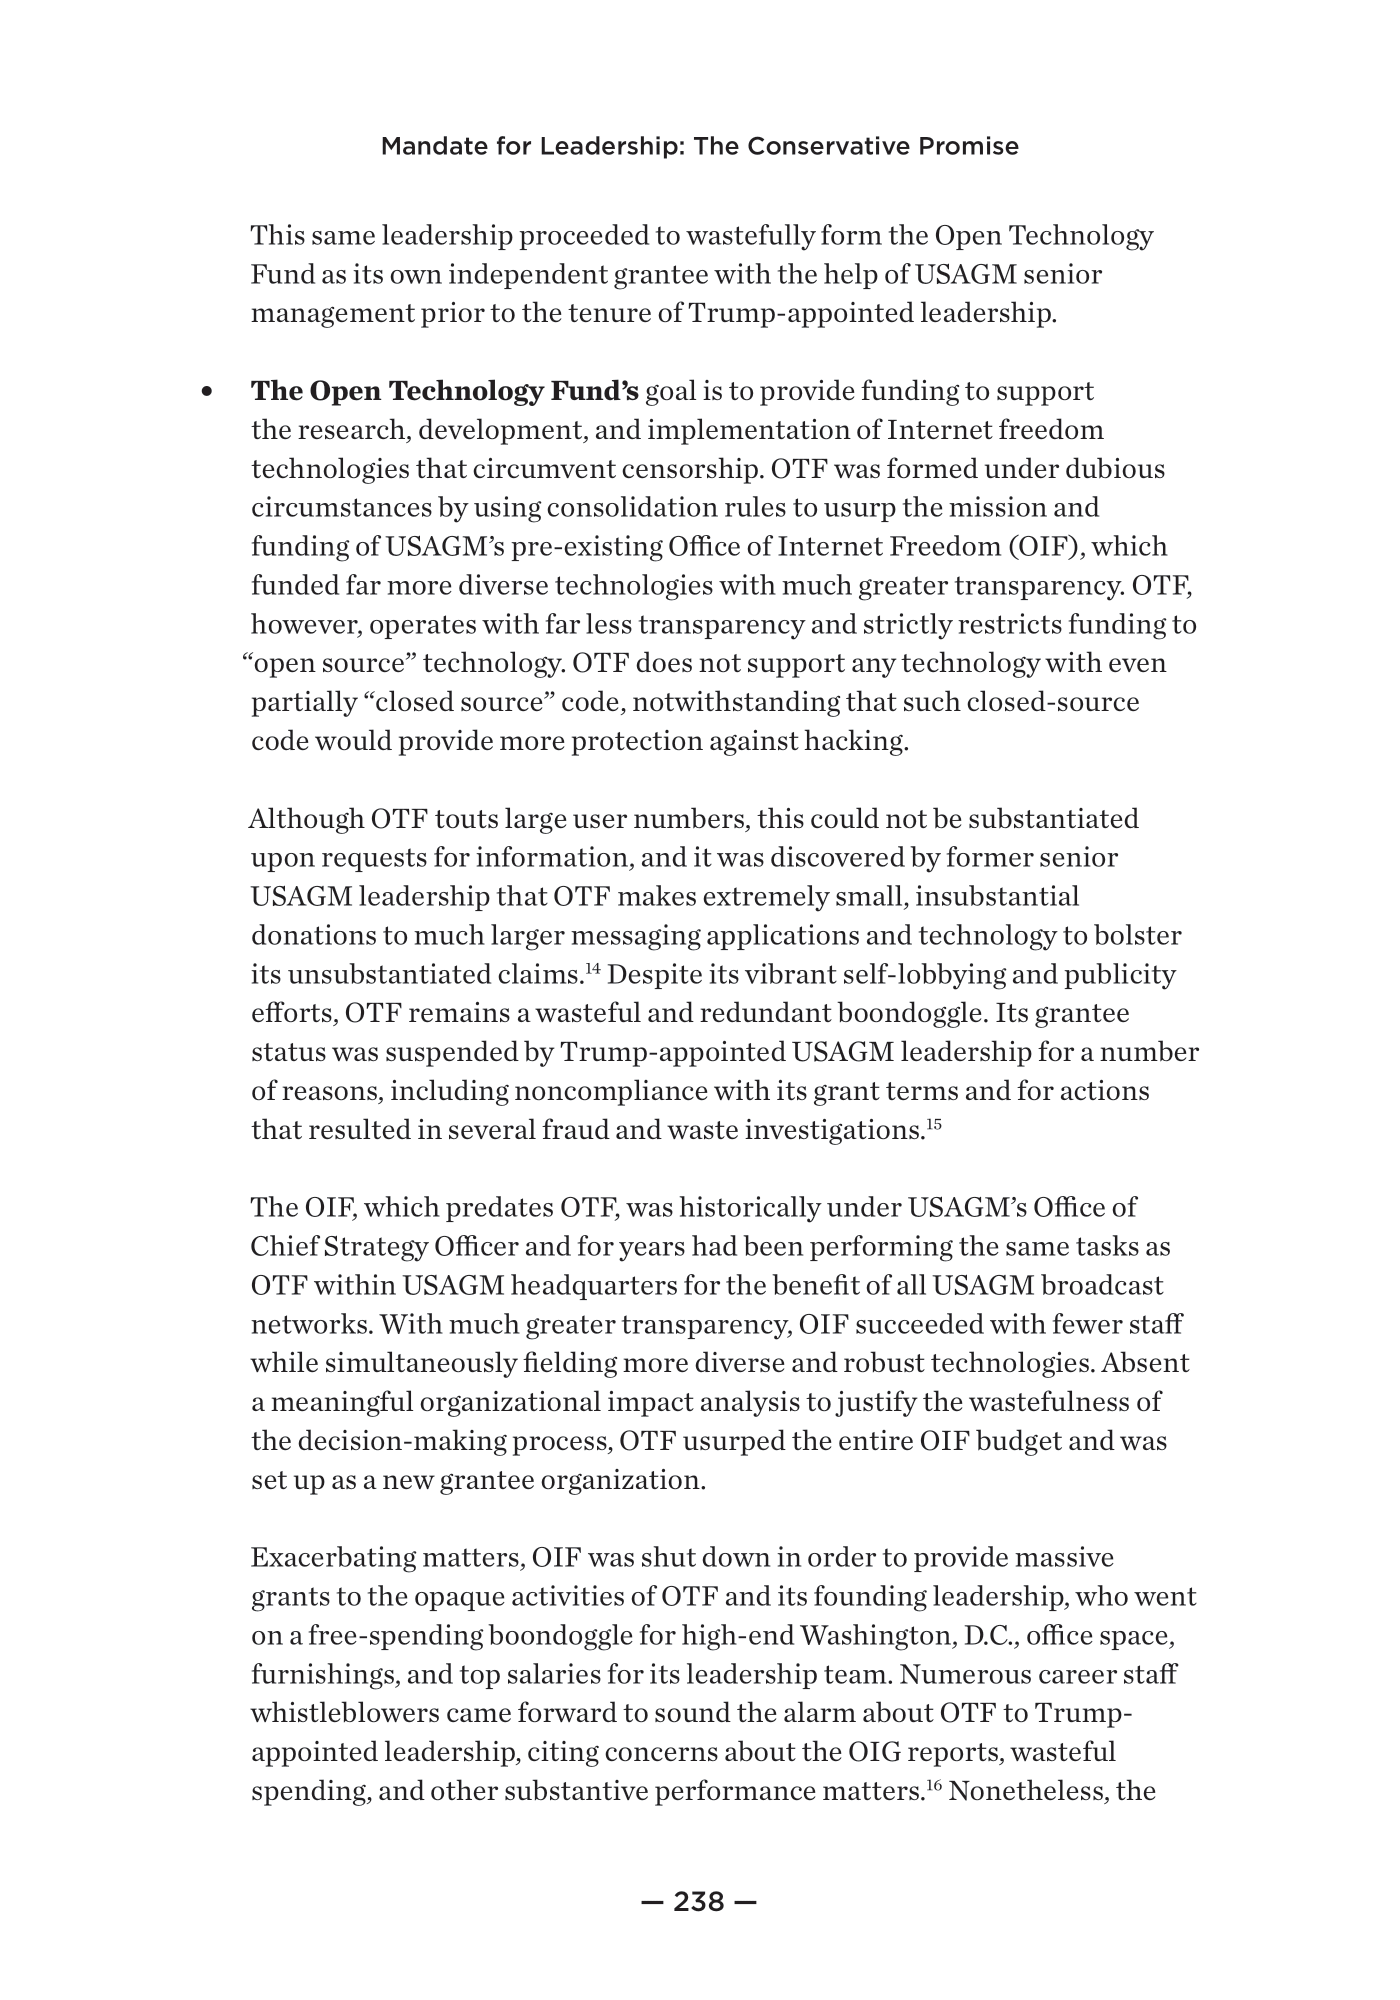 Mandate for Leadership: The Conservative Promise
This same leadership proceeded to wastefully form the Open Technology
Fund as its own independent grantee with the help of USAGM senior
management prior to the tenure of Trump-appointed leadership.
• The Open Technology Fund’s goal is to provide funding to support
the research, development, and implementation of Internet freedom
technologies that circumvent censorship. OTF was formed under dubious
circumstances by using consolidation rules to usurp the mission and
funding of USAGM’s pre-existing Office of Internet Freedom (OIF), which
funded far more diverse technologies with much greater transparency. OTF,
however, operates with far less transparency and strictly restricts funding to
“open source” technology. OTF does not support any technology with even
partially “closed source” code, notwithstanding that such closed-source
code would provide more protection against hacking.
Although OTF touts large user numbers, this could not be substantiated
upon requests for information, and it was discovered by former senior
USAGM leadership that OTF makes extremely small, insubstantial
donations to much larger messaging applications and technology to bolster
its unsubstantiated claims.14 Despite its vibrant self-lobbying and publicity
efforts, OTF remains a wasteful and redundant boondoggle. Its grantee
status was suspended by Trump-appointed USAGM leadership for a number
of reasons, including noncompliance with its grant terms and for actions
that resulted in several fraud and waste investigations.15
The OIF, which predates OTF, was historically under USAGM’s Office of
Chief Strategy Officer and for years had been performing the same tasks as
OTF within USAGM headquarters for the benefit of all USAGM broadcast
networks. With much greater transparency, OIF succeeded with fewer staff
while simultaneously fielding more diverse and robust technologies. Absent
a meaningful organizational impact analysis to justify the wastefulness of
the decision-making process, OTF usurped the entire OIF budget and was
set up as a new grantee organization.
Exacerbating matters, OIF was shut down in order to provide massive
grants to the opaque activities of OTF and its founding leadership, who went
on a free-spending boondoggle for high-end Washington, D.C., office space,
furnishings, and top salaries for its leadership team. Numerous career staff
whistleblowers came forward to sound the alarm about OTF to Trump-
appointed leadership, citing concerns about the OIG reports, wasteful
spending, and other substantive performance matters.16 Nonetheless, the
— 238 —